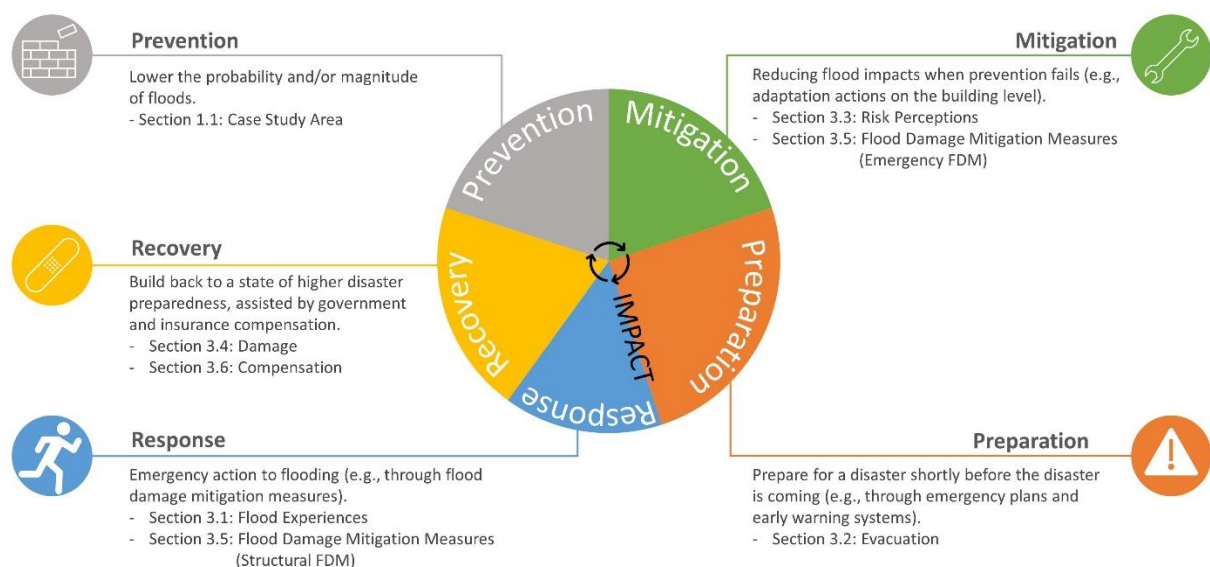 Prevention
Lower the probability and/or magnitude
of floods.
- Section 1.1: Case Study Area
Mitigation
Reducing flood impacts when prevention fails (e.g.,
adaptation actions on the building level).
- Section 3.3: Risk Perceptions
- Section 3.5: Flood Damage Mitigation Measures
(Emergency FDM)
Recovery
Build back to a state of higher disaster
preparedness, assisted by government
and insurance compensation.
- Section 3.4: Damage
- Section 3.6: Compensation
Prevention
Mitigation
Preparation
Response
Recovery
IMPACT
Response
Emergency action to flooding (e.g., through flood
damage mitigation measures).
- Section 3.1: Flood Experiences
- Section 3.5: Flood Damage Mitigation Measures
(Structural FDM)
Preparation
Prepare for a disaster shortly before the disaster
is coming (e.g., through emergency plans and
early warning systems).
- Section 3.2: Evacuation